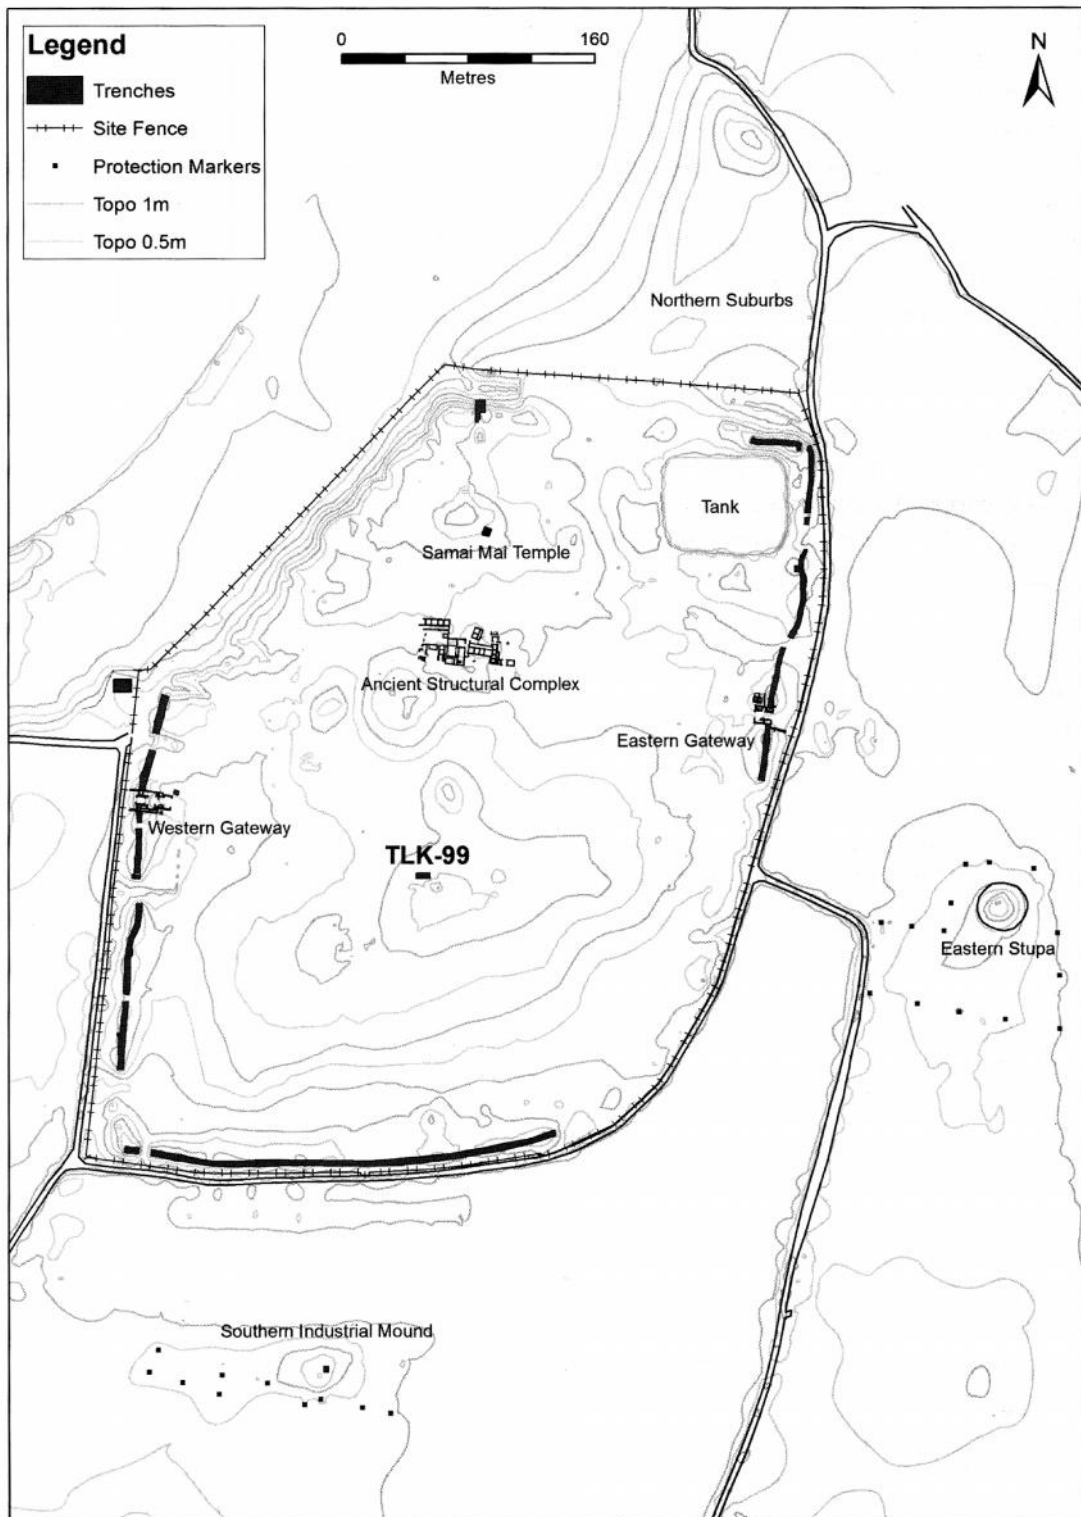 Legend
Trenches
Site Fence
Protection Markers
Topo 1m
Topo 0.5m
0 160
Metres
N
Northern Suburbs
Tank
Samai Mai Temple
Ancient Structural Complex
Eastern Gateway
Western Gateway
TLK-99
Eastern Stupa
Southern Industrial Mound